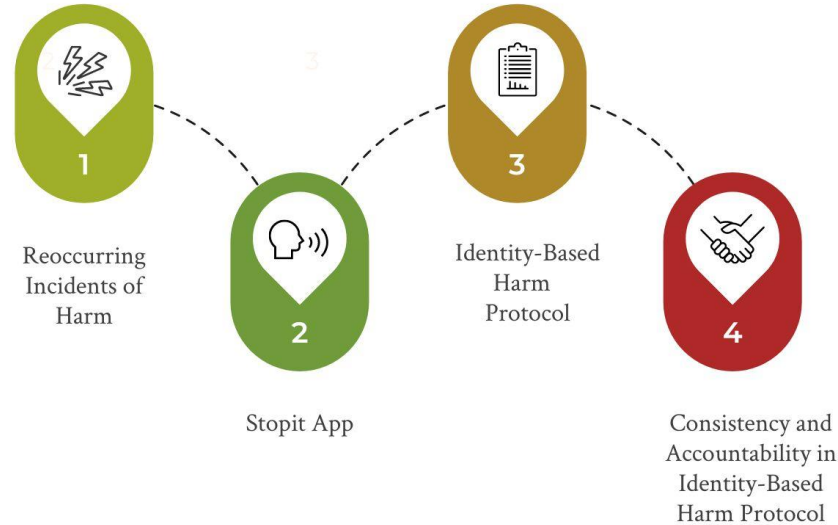 1
Reoccurring
Incidents of
Harm
2
Stopit App
3
3
Identity-Based
Harm
Protocol
4
Consistency and
Accountability in
Identity-Based
Harm Protocol